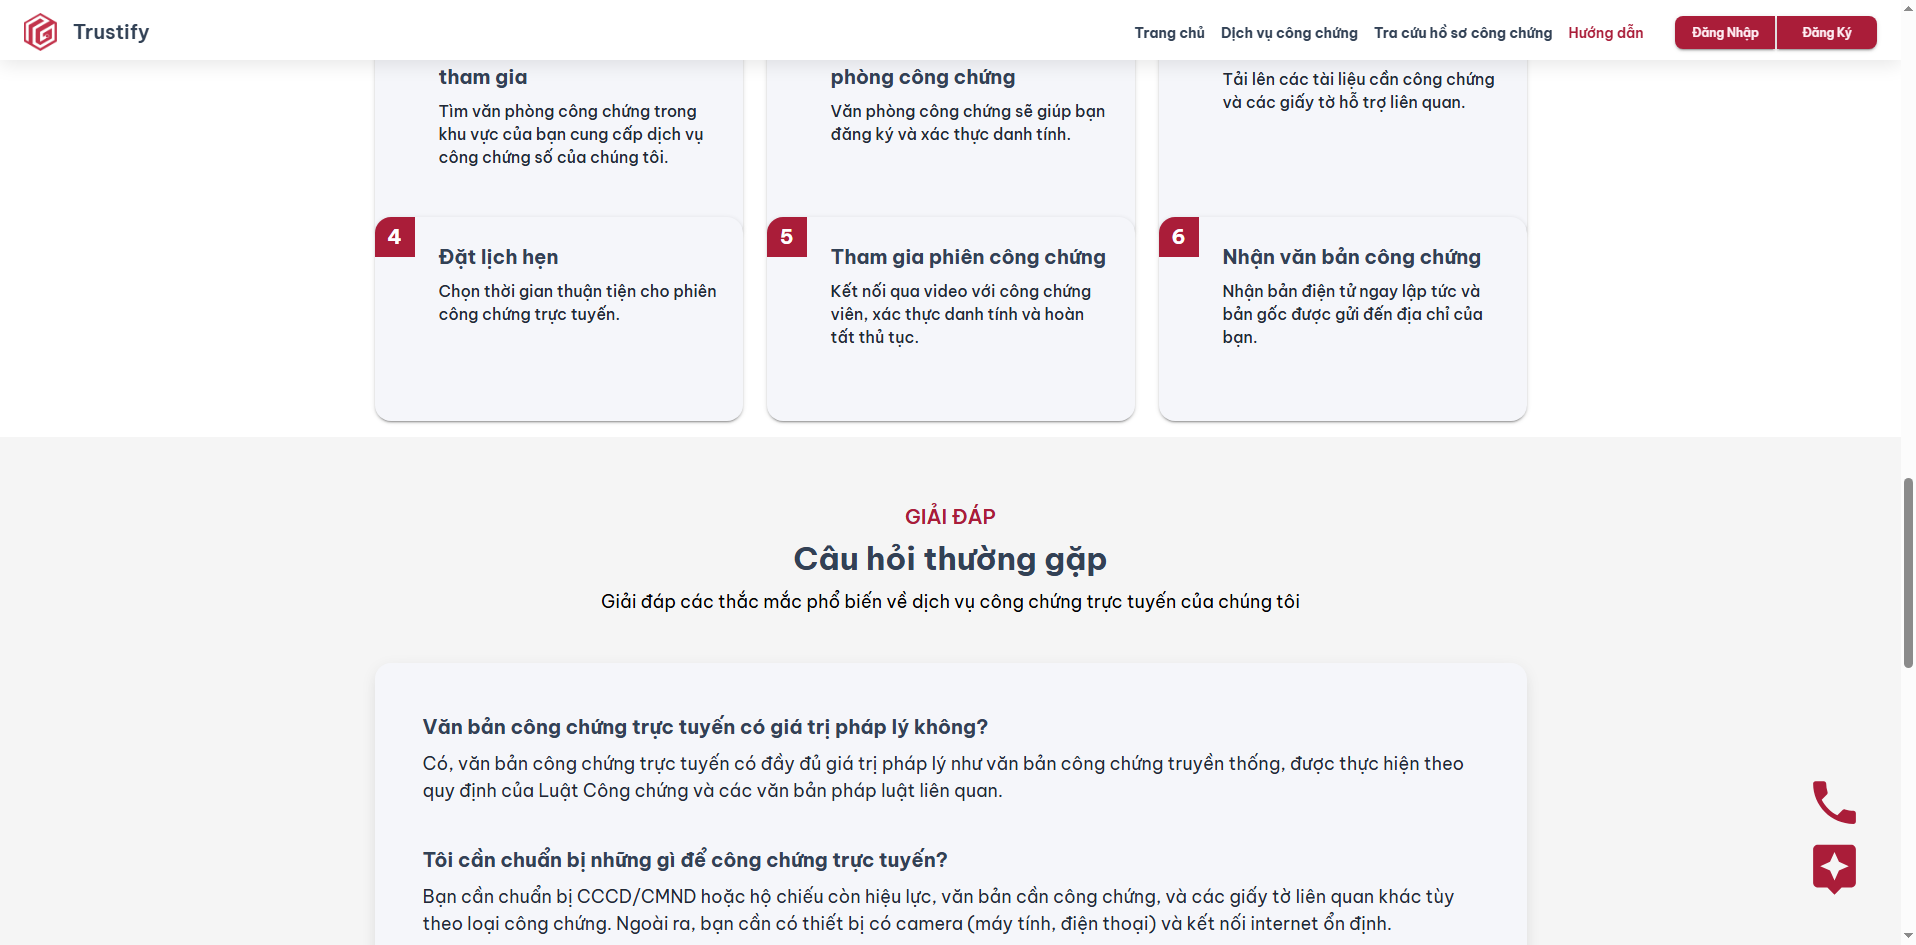 Trustify
Trang chủ
Dịch vụ công chứng
Tra cứu hồ sơ công chứng
Hướng dẫn
Đăng Nhập
Đăng Ký
tham gia
Tìm văn phòng công chứng trong
khu vực của bạn cung cấp dịch vụ
công chứng số của chúng tôi.
phòng công chứng
Văn phòng công chứng sẽ giúp bạn
đăng ký và xác thực danh tính.
Tải lên các tài liệu cần công chứng
và các giấy tờ hỗ trợ liên quan.
4
Đặt lịch hẹn
Chọn thời gian thuận tiện cho phiên
công chứng trực tuyến.
5
Tham gia phiên công chứng
Kết nối qua video với công chứng
viên, xác thực danh tính và hoàn
tất thủ tục.
6
Nhận văn bản công chứng
Nhận bản điện tử ngay lập tức và
bản gốc được gửi đến địa chỉ của
bạn.
GIẢI ĐÁP
Câu hỏi thường gặp
Giải đáp các thắc mắc phổ biến về dịch vụ công chứng trực tuyến của chúng tôi
Văn bản công chứng trực tuyến có giá trị pháp lý không?
Có, văn bản công chứng trực tuyến có đầy đủ giá trị pháp lý như văn bản công chứng truyền thống, được thực hiện theo
quy định của Luật Công chứng và các văn bản pháp luật liên quan.
Tôi cần chuẩn bị những gì để công chứng trực tuyến?
Bạn cần chuẩn bị CCCD/CMND hoặc hộ chiếu còn hiệu lực, văn bản cần công chứng, và các giấy tờ liên quan khác tùy
theo loại công chứng. Ngoài ra, bạn cần có thiết bị có camera (máy tính, điện thoại) và kết nối internet ổn định.